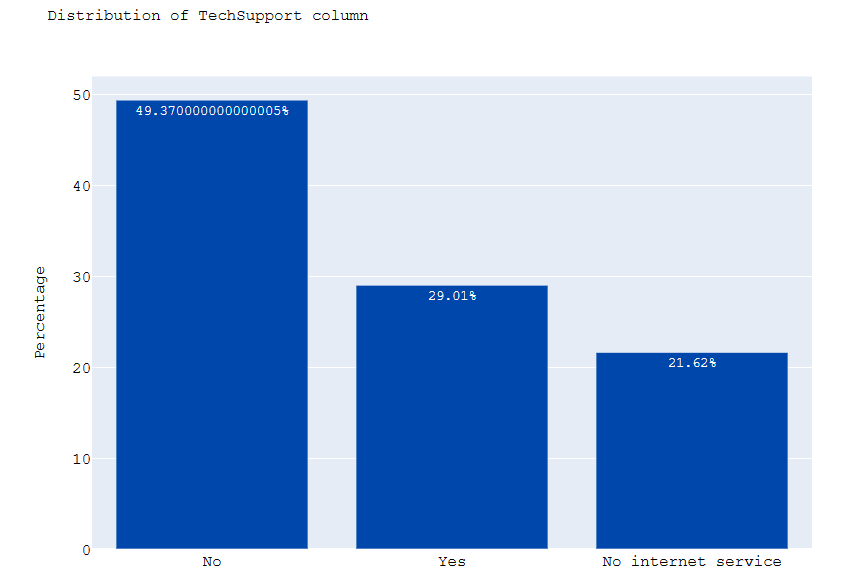 Distribution of TechSupport column
Percentage
50
40
30
20
10
0
49.370000000000005%
29.01%
21.62%
No
Yes
No internet service